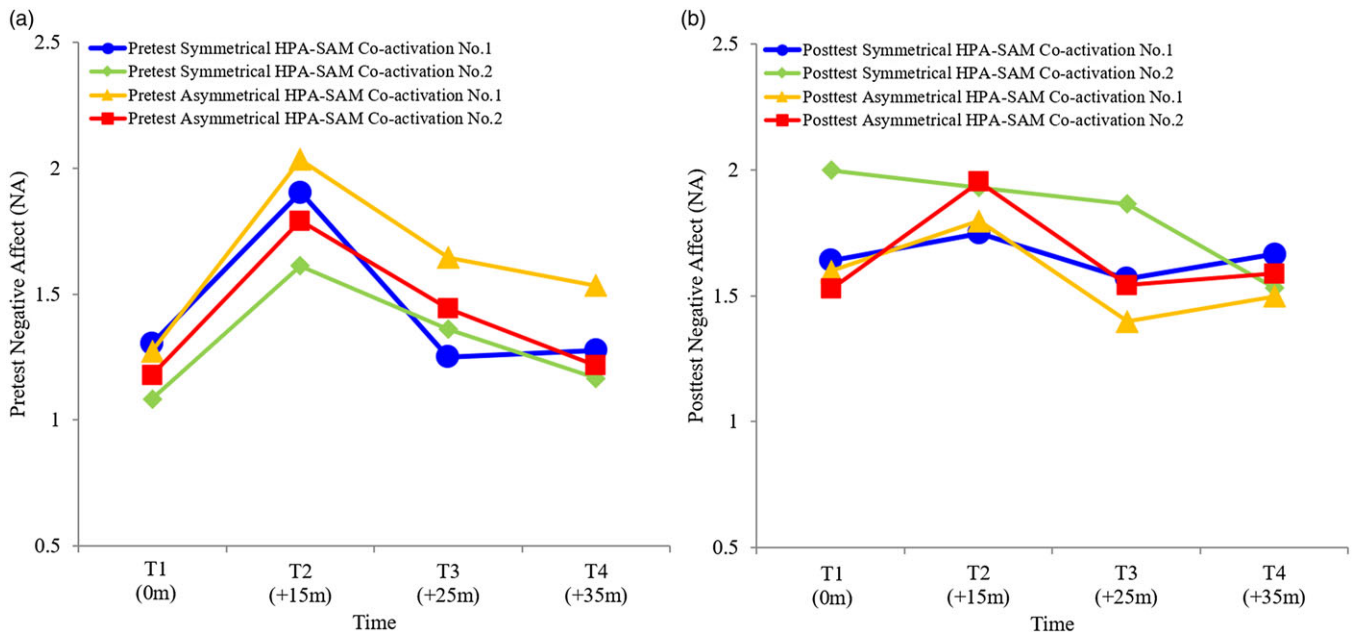 (a)
2.5
Pretest Symmetrical HPA-SAM Co-activation No.1
Pretest Symmetrical HPA-SAM Co-activation No.2
Pretest Asymmetrical HPA-SAM Co-activation No.1
Pretest Asymmetrical HPA-SAM Co-activation No.2
Pretest Negative Affect (NA)
2
1.5
1
0.5
T1 T2 T3 T4
(0m) (+15m) (+25m) (+35m)
Time
(b)
2.5
Posttest Symmetrical HPA-SAM Co-activation No.1
Posttest Symmetrical HPA-SAM Co-activation No.2
Posttest Asymmetrical HPA-SAM Co-activation No.1
Posttest Asymmetrical HPA-SAM Co-activation No.2
Posttest Negative Affect (NA)
2
1.5
1
0.5
T1 T2 T3 T4
(0m) (+15m) (+25m) (+35m)
Time